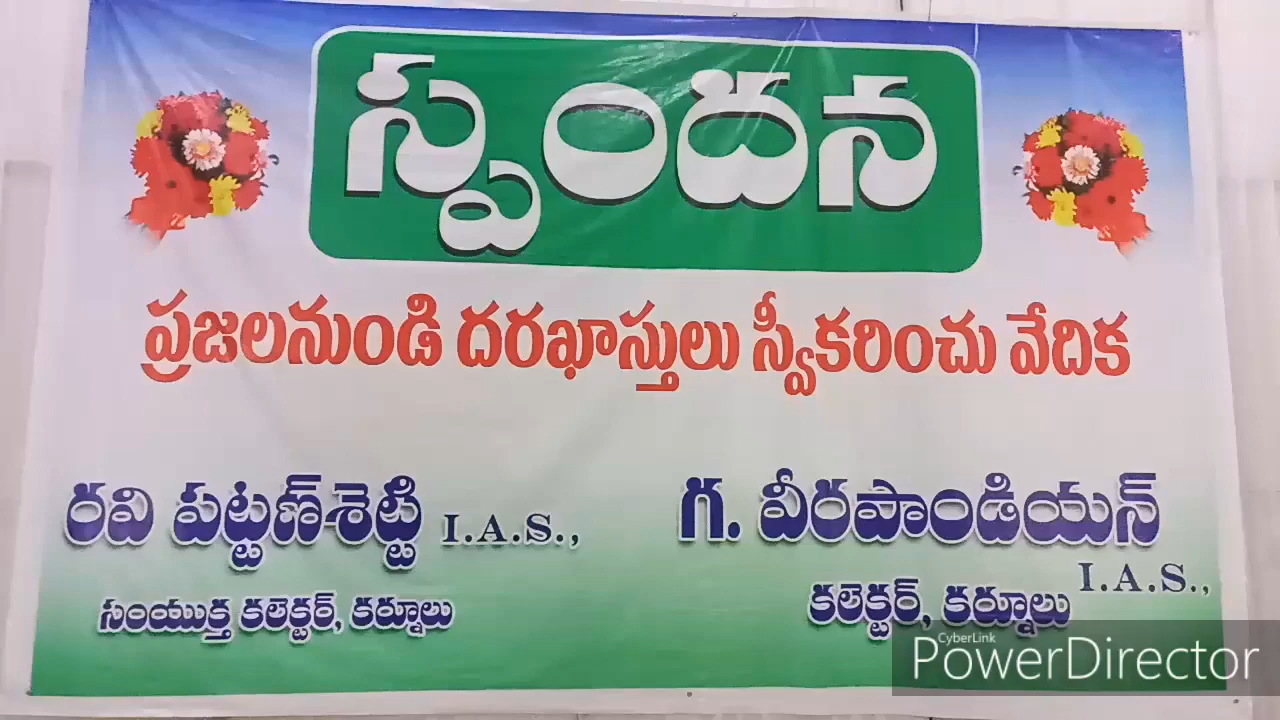 స్పందన
ప్రజలనుండి దరఖాస్తులు స్వీకరించు వేదిక
రవి పట్టణ్‌శెట్టి I.A.S.,
సంయుక్త కలెక్టర్, కర్నూలు
గ. వీరపాండియన్
I.A.S.,
కలెక్టర్, కర్నూలు
CyberLink
PowerDirector